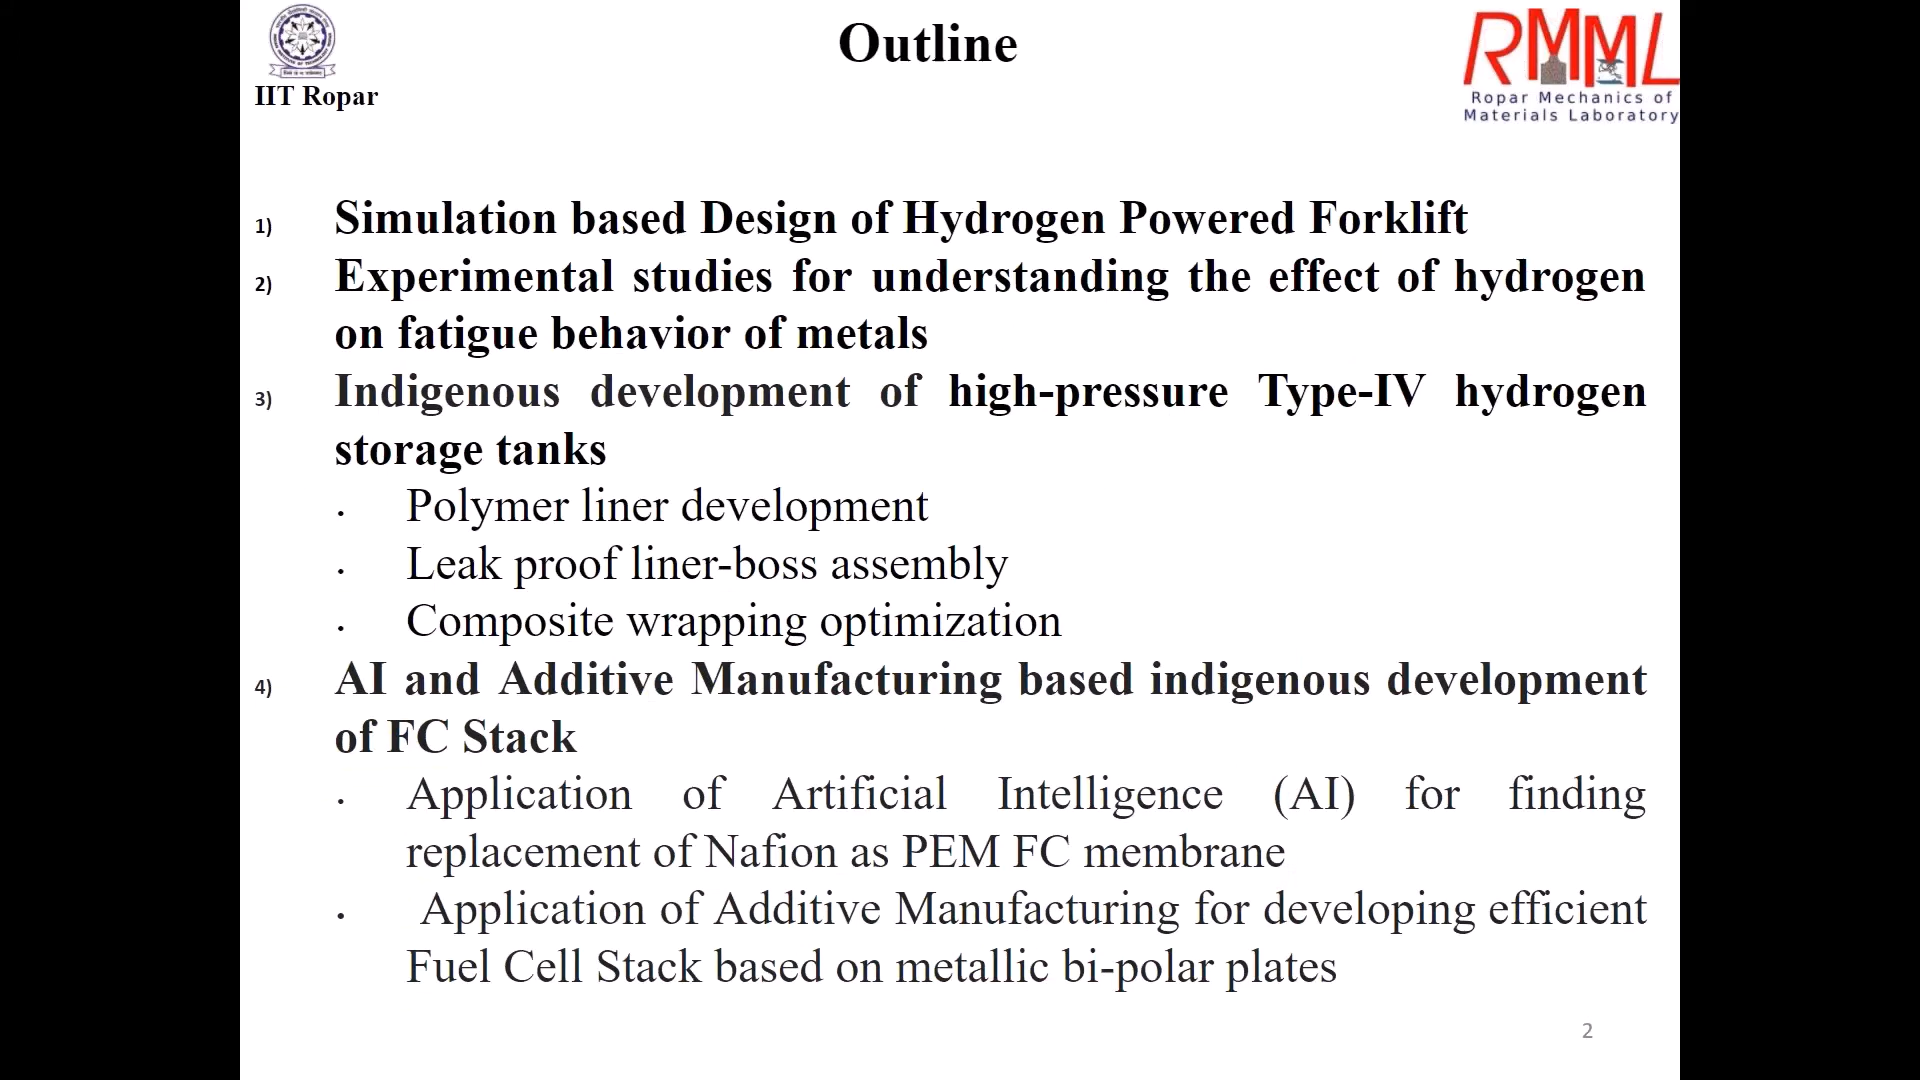 Outline
IIT Ropar
RMML
Ropar Mechanics of
Materials Laboratory
1) Simulation based Design of Hydrogen Powered Forklift
2) Experimental studies for understanding the effect of hydrogen
on fatigue behavior of metals
3) Indigenous development of high-pressure Type-IV hydrogen
storage tanks
· Polymer liner development
· Leak proof liner-boss assembly
· Composite wrapping optimization
4) AI and Additive Manufacturing based indigenous development
of FC Stack
· Application of Artificial Intelligence (AI) for finding
replacement of Nafion as PEM FC membrane
· Application of Additive Manufacturing for developing efficient
Fuel Cell Stack based on metallic bi-polar plates
2